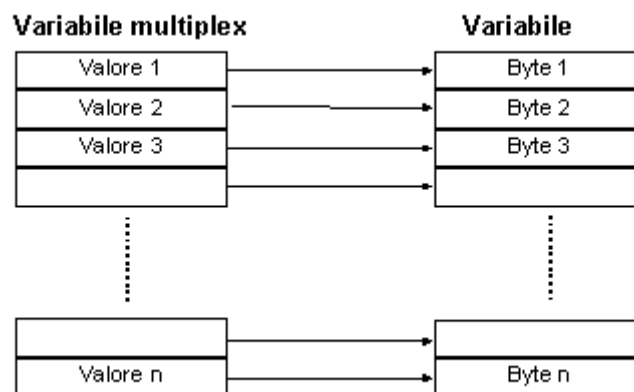 Variabile multiplex Variabile
Valore 1 Byte 1
Valore 2 Byte 2
Valore 3 Byte 3
Valore n Byte n